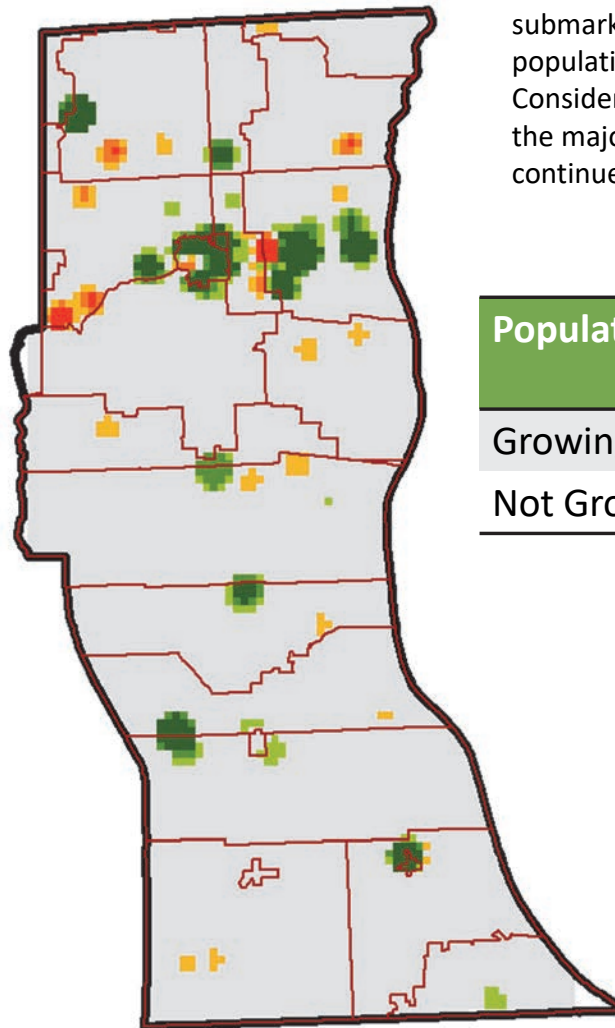 submark
populati
Consider
the majo
continue
Populat
Growin
Not Gro